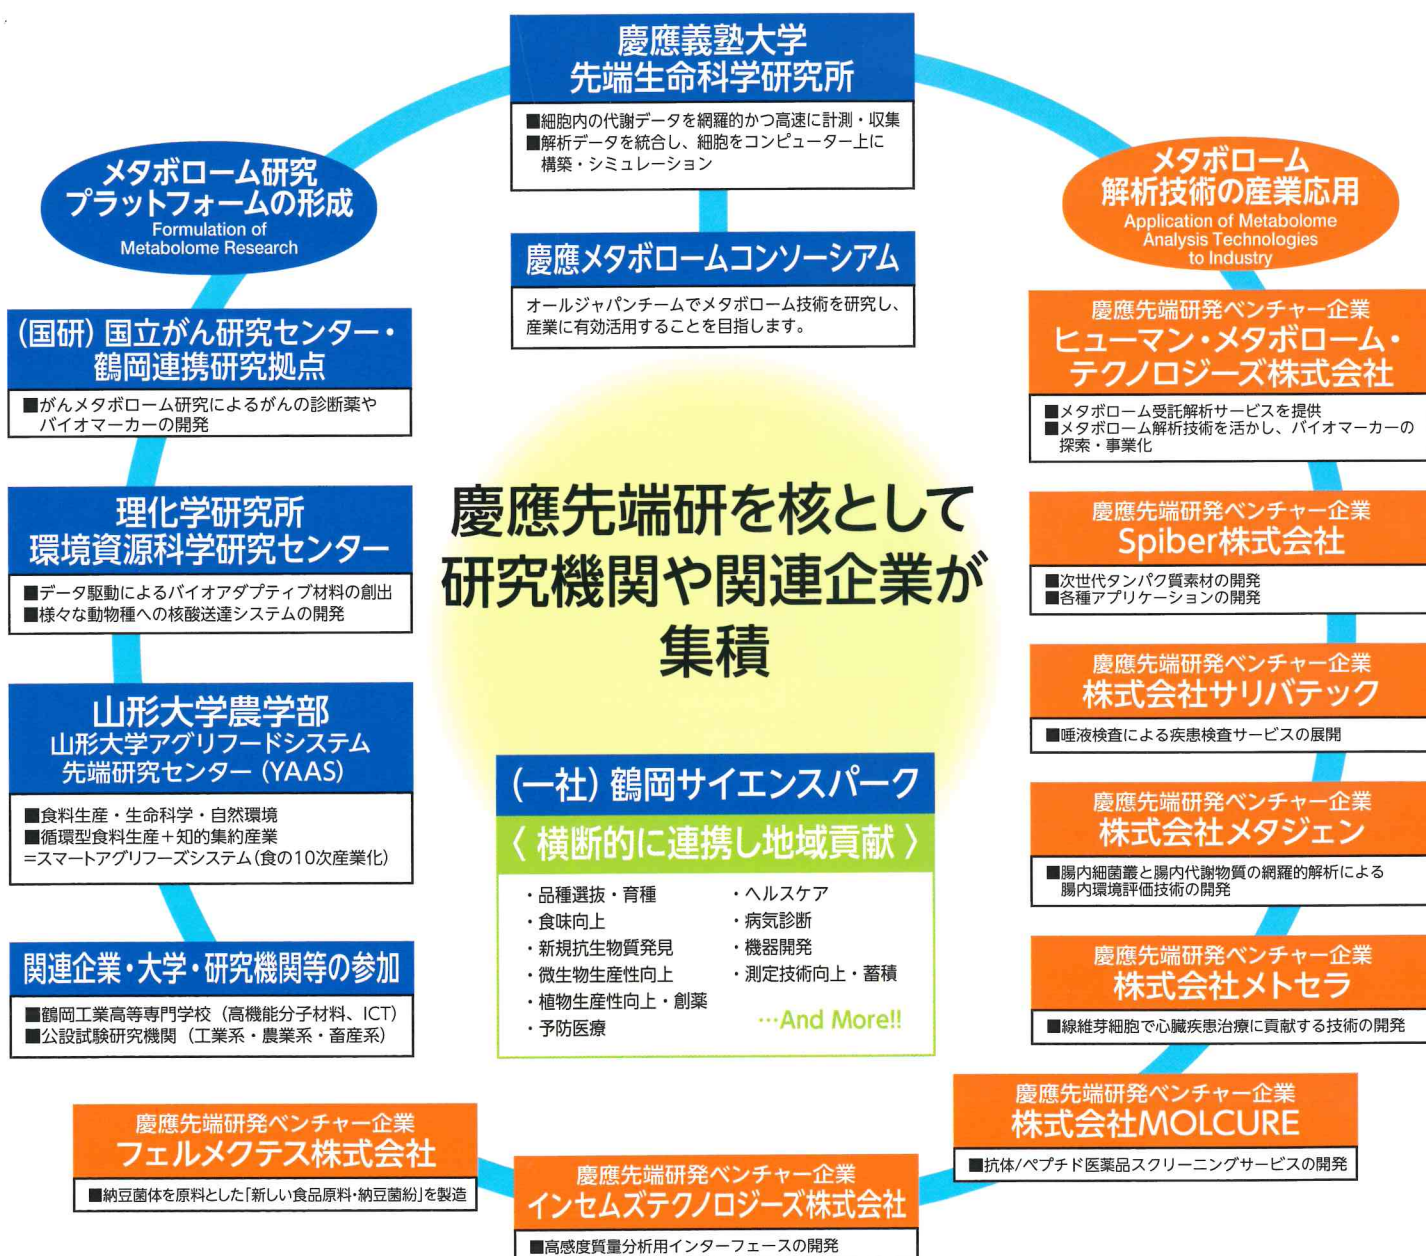 慶應義塾大学
先端生命科学研究所
■細胞内の代謝データを網羅的かつ高速に計測・収集
■解析データを統合し、細胞をコンピューター上に
構築・シミュレーション
慶應メタボロームコンソーシアム
オールジャパンチームでメタボローム技術を研究し、
産業に有効活用することを目指します。
メタボローム研究
プラットフォームの形成
Formulation of
Metabolome Research
(国研) 国立がん研究センター・
鶴岡連携研究拠点
■がんメタボローム研究によるがんの診断薬や
バイオマーカーの開発
理化学研究所
環境資源科学研究センター
■データ駆動によるバイオアダプティブ材料の創出
■様々な動物種への核酸送達システムの開発
山形大学農学部
山形大学アグリフードシステム
先端研究センター (YAAS)
■食料生産・生命科学・自然環境
■循環型食料生産＋知的集約産業
=スマートアグリフーズシステム(食の10次産業化)
関連企業・大学・研究機関等の参加
■鶴岡工業高等専門学校（高機能分子材料、ICT）
■公設試験研究機関（工業系・農業系・畜産系）
慶應先端研を核として
研究機関や関連企業が
集積
(一社) 鶴岡サイエンスパーク
〈 横断的に連携し地域貢献 〉
・品種選抜・育種
・食味向上
・新規抗生物質発見
・微生物生産性向上
・植物生産性向上・創薬
・予防医療
・ヘルスケア
・病気診断
・機器開発
・測定技術向上・蓄積
…And More!!
メタボローム
解析技術の産業応用
Application of Metabolome
Analysis Technologies
to Industry
慶應先端研発ベンチャー企業
ヒューマン・メタボローム・
テクノロジーズ株式会社
■メタボローム受託解析サービスを提供
■メタボローム解析技術を活かし、バイオマーカーの
探索・事業化
慶應先端研発ベンチャー企業
Spiber株式会社
■次世代タンパク質素材の開発
■各種アプリケーションの開発
慶應先端研発ベンチャー企業
株式会社サリバテック
■唾液検査による疾患検査サービスの展開
慶應先端研発ベンチャー企業
株式会社メタジェン
■腸内細菌叢と腸内代謝物質の網羅的解析による
腸内環境評価技術の開発
慶應先端研発ベンチャー企業
株式会社メトセラ
■線維芽細胞で心臓疾患治療に貢献する技術の開発
慶應先端研発ベンチャー企業
株式会社MOLCURE
■抗体/ペプチド医薬品スクリーニングサービスの開発
慶應先端研発ベンチャー企業
インセムズテクノロジーズ株式会社
■高感度質量分析用インターフェースの開発
慶應先端研発ベンチャー企業
フェルメクテス株式会社
■納豆菌体を原料とした「新しい食品原料・納豆菌粉」を製造